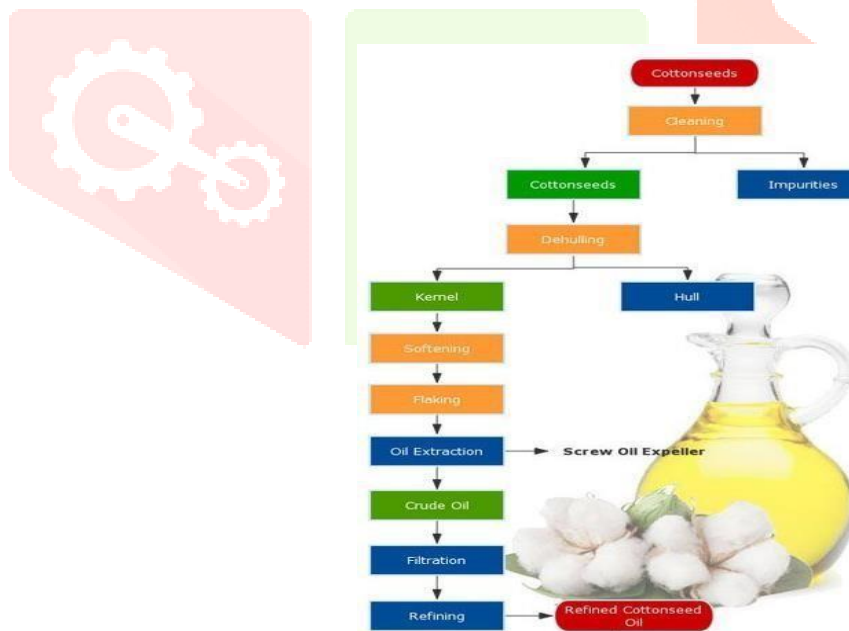 Cottonseeds
Cleaning
Cottonseeds
Impurities
Dehulling
Kernel
Hull
Softening
Flaking
Oil Extraction
Screw Oil Expeller
Crude Oil
Filtration
Refining
Refined Cottonseed
Oil